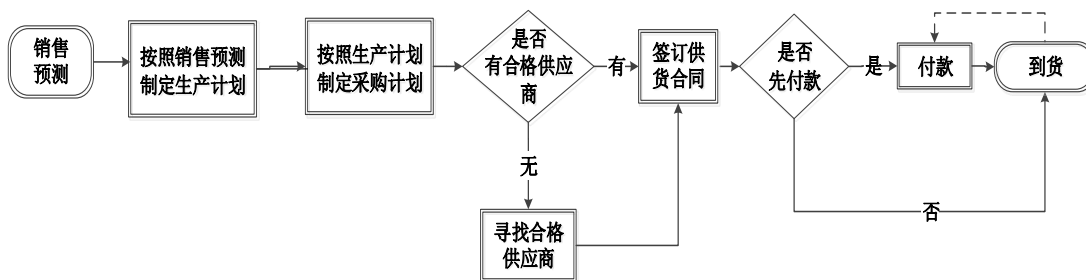 销售
预测
按照销售预测
制定生产计划
按照生产计划
制定采购计划
是否
有合格供应
商
有
签订供
货合同
是否
先付款
是
付款
到货
无
否
寻找合格
供应商